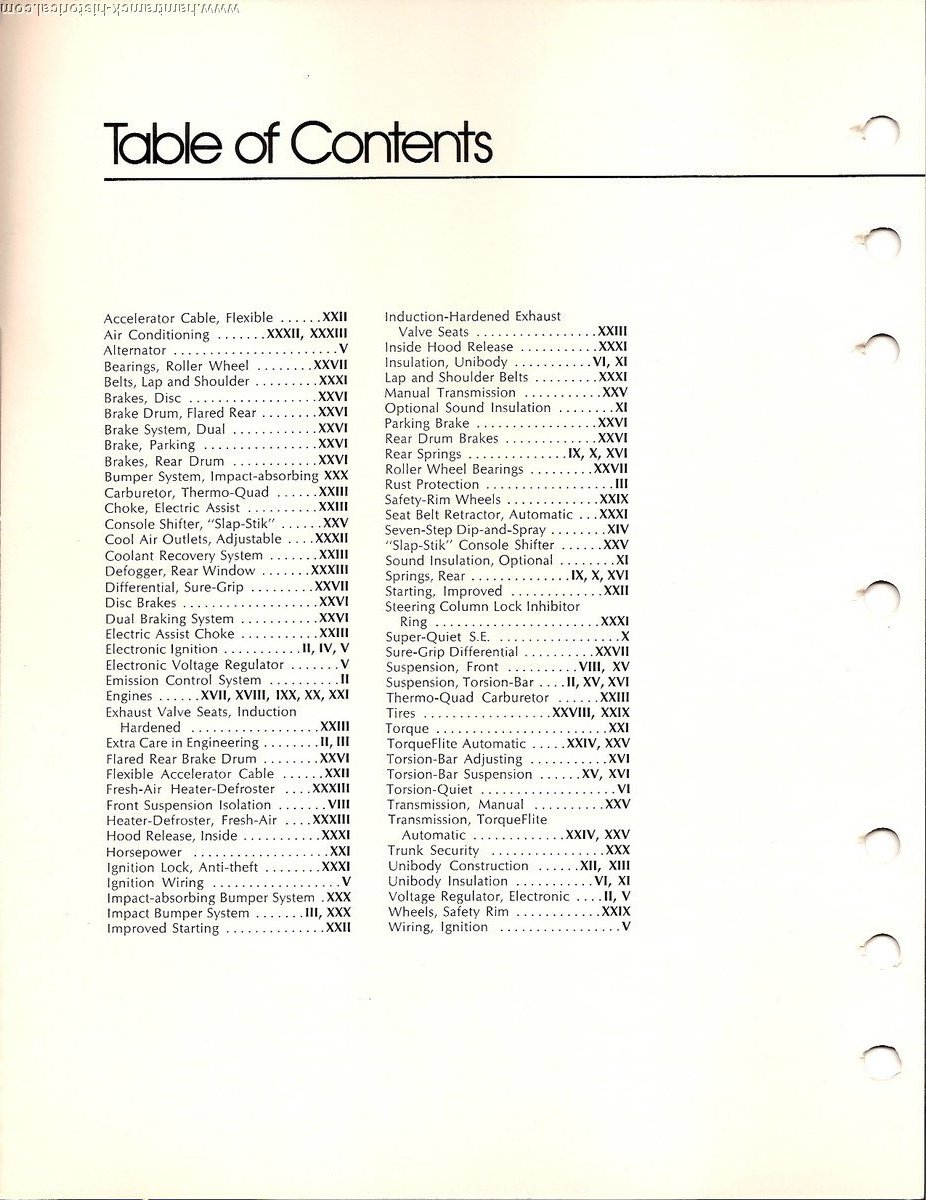 www.hamtramck-historical.com
Table of Contents
Accelerator Cable, Flexible ......XXII
Air Conditioning .......XXXII, XXXIII
Alternator .......................V
Bearings, Roller Wheel ........XXVII
Belts, Lap and Shoulder .........XXXI
Brakes, Disc ..................XXVI
Brake Drum, Flared Rear ........XXVI
Brake System, Dual ............XXVI
Brake, Parking ................XXVI
Brakes, Rear Drum ............XXVI
Bumper System, Impact-absorbing XXX
Carburetor, Thermo-Quad ......XXIII
Choke, Electric Assist ..........XXIII
Console Shifter, “Slap-Stik” ......XXV
Cool Air Outlets, Adjustable ....XXXII
Coolant Recovery System .......XXIII
Defogger, Rear Window .......XXXIII
Differential, Sure-Grip .........XXVII
Disc Brakes ...................XXVI
Dual Braking System ...........XXVI
Electric Assist Choke ...........XXIII
Electronic Ignition ...........II, IV, V
Electronic Voltage Regulator .......V
Emission Control System ..........II
Engines ......XVII, XVIII, IXX, XX, XXI
Exhaust Valve Seats, Induction
Hardened ..................XXIII
Extra Care in Engineering ........II, III
Flared Rear Brake Drum ........XXVI
Flexible Accelerator Cable ......XXII
Fresh-Air Heater-Defroster ....XXXIII
Front Suspension Isolation .......VIII
Heater-Defroster, Fresh-Air ....XXXIII
Hood Release, Inside ...........XXXI
Horsepower ...................XXI
Ignition Lock, Anti-theft ........XXXI
Ignition Wiring ..................V
Impact-absorbing Bumper System .XXX
Impact Bumper System .......III, XXX
Improved Starting ..............XXII
Induction-Hardened Exhaust
Valve Seats .................XXIII
Inside Hood Release ...........XXXI
Insulation, Unibody ...........VI, XI
Lap and Shoulder Belts .........XXXI
Manual Transmission ...........XXV
Optional Sound Insulation ........XI
Parking Brake .................XXVI
Rear Drum Brakes .............XXVI
Rear Springs ..............IX, X, XVI
Roller Wheel Bearings .........XXVII
Rust Protection ..................III
Safety-Rim Wheels .............XXIX
Seat Belt Retractor, Automatic ...XXXI
Seven-Step Dip-and-Spray ........XIV
“Slap-Stik” Console Shifter ......XXV
Sound Insulation, Optional ........XI
Springs, Rear ..............IX, X, XVI
Starting, Improved .............XXII
Steering Column Lock Inhibitor
Ring .......................XXXI
Super-Quiet S.E. .................X
Sure-Grip Differential ..........XXVII
Suspension, Front ..........VIII, XV
Suspension, Torsion-Bar ....II, XV, XVI
Thermo-Quad Carburetor ......XXIII
Tires ..................XXVIII, XXIX
Torque ........................XXI
TorqueFlite Automatic .....XXIV, XXV
Torsion-Bar Adjusting ...........XVI
Torsion-Bar Suspension ......XV, XVI
Torsion-Quiet ...................VI
Transmission, Manual ..........XXV
Transmission, TorqueFlite
Automatic .............XXIV, XXV
Trunk Security ................XXX
Unibody Construction ......XII, XIII
Unibody Insulation ...........VI, XI
Voltage Regulator, Electronic ....II, V
Wheels, Safety Rim ............XXIX
Wiring, Ignition .................V